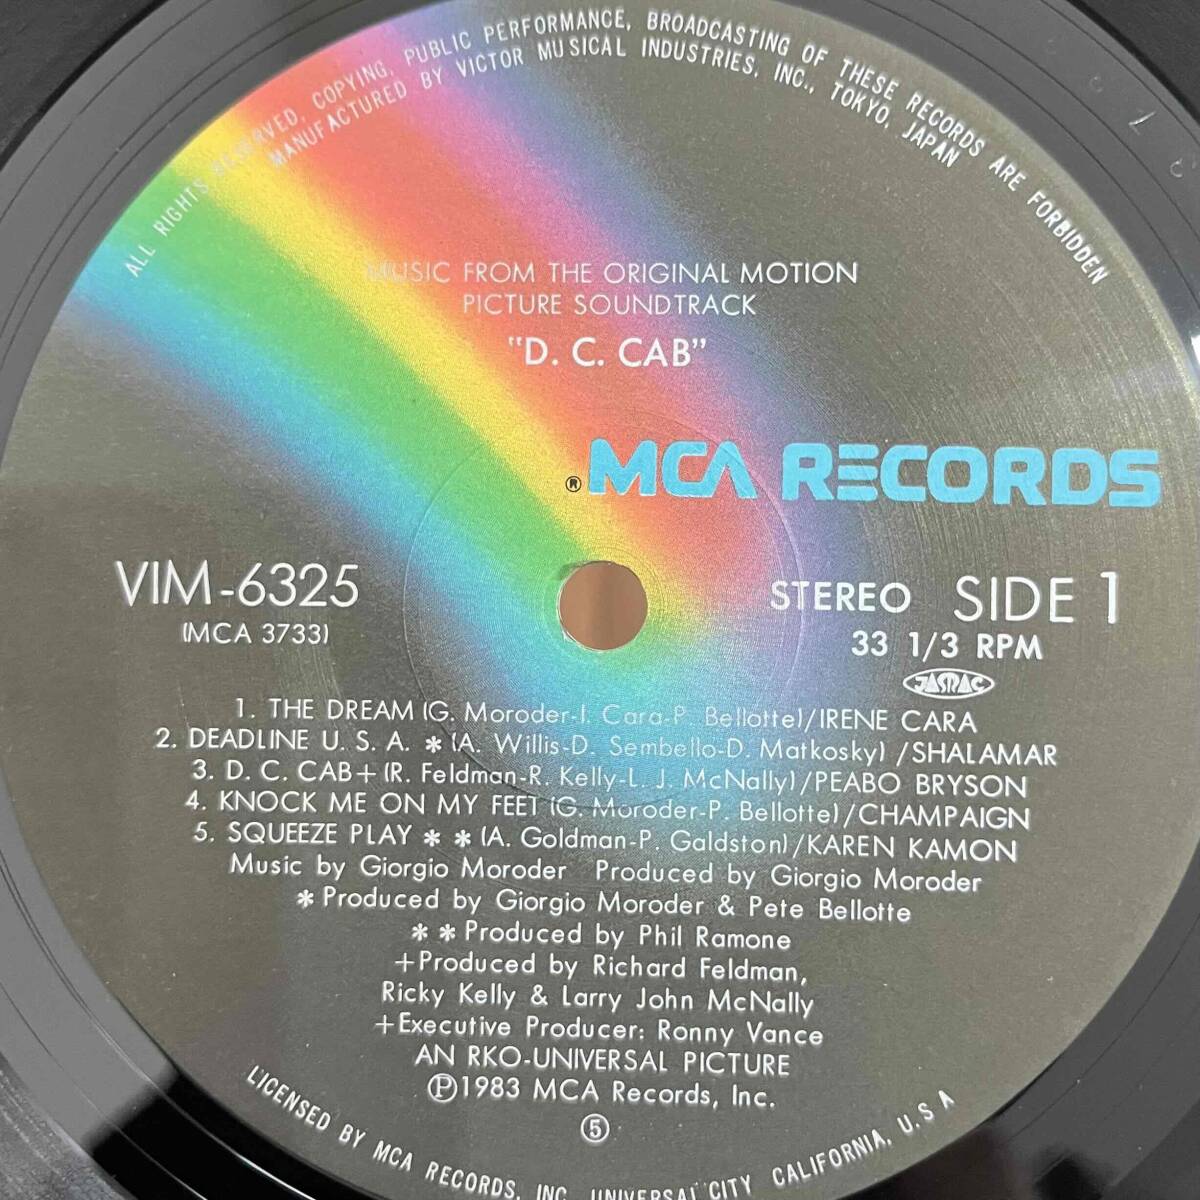 ALL RIGHTS RESERVED, COPYING, PUBLIC PERFORMANCE, BROADCASTING OF THESE RECORDS ARE FORBIDDEN
MANUFACTURED BY VICTOR MUSICAL INDUSTRIES, INC., TOKYO, JAPAN
MUSIC FROM THE ORIGINAL MOTION
PICTURE SOUNDTRACK
"D. C. CAB"
® MCA RECORDS
VIM-6325
(MCA 3733)
STEREO SIDE 1
33 1/3 RPM
JASRAC
1. THE DREAM (G. Moroder-I. Cara-P. Bellotte)/IRENE CARA
2. DEADLINE U. S. A. * (A. Willis-D. Sembello-D. Matkosky) /SHALAMAR
3. D. C. CAB+(R. Feldman-R. Kelly-L. J. McNally)/PEABO BRYSON
4. KNOCK ME ON MY FEET (G. Moroder-P. Bellotte)/CHAMPAIGN
5. SQUEEZE PLAY * * (A. Goldman-P. Galdston)/KAREN KAMON
Music by Giorgio Moroder Produced by Giorgio Moroder
* Produced by Giorgio Moroder & Pete Bellotte
* * Produced by Phil Ramone
+Produced by Richard Feldman,
Ricky Kelly & Larry John McNally
+Executive Producer: Ronny Vance
AN RKO-UNIVERSAL PICTURE
Ⓟ1983 MCA Records, Inc.
⑤
LICENSED BY MCA RECORDS, INC. UNIVERSAL CITY CALIFORNIA, U. S A